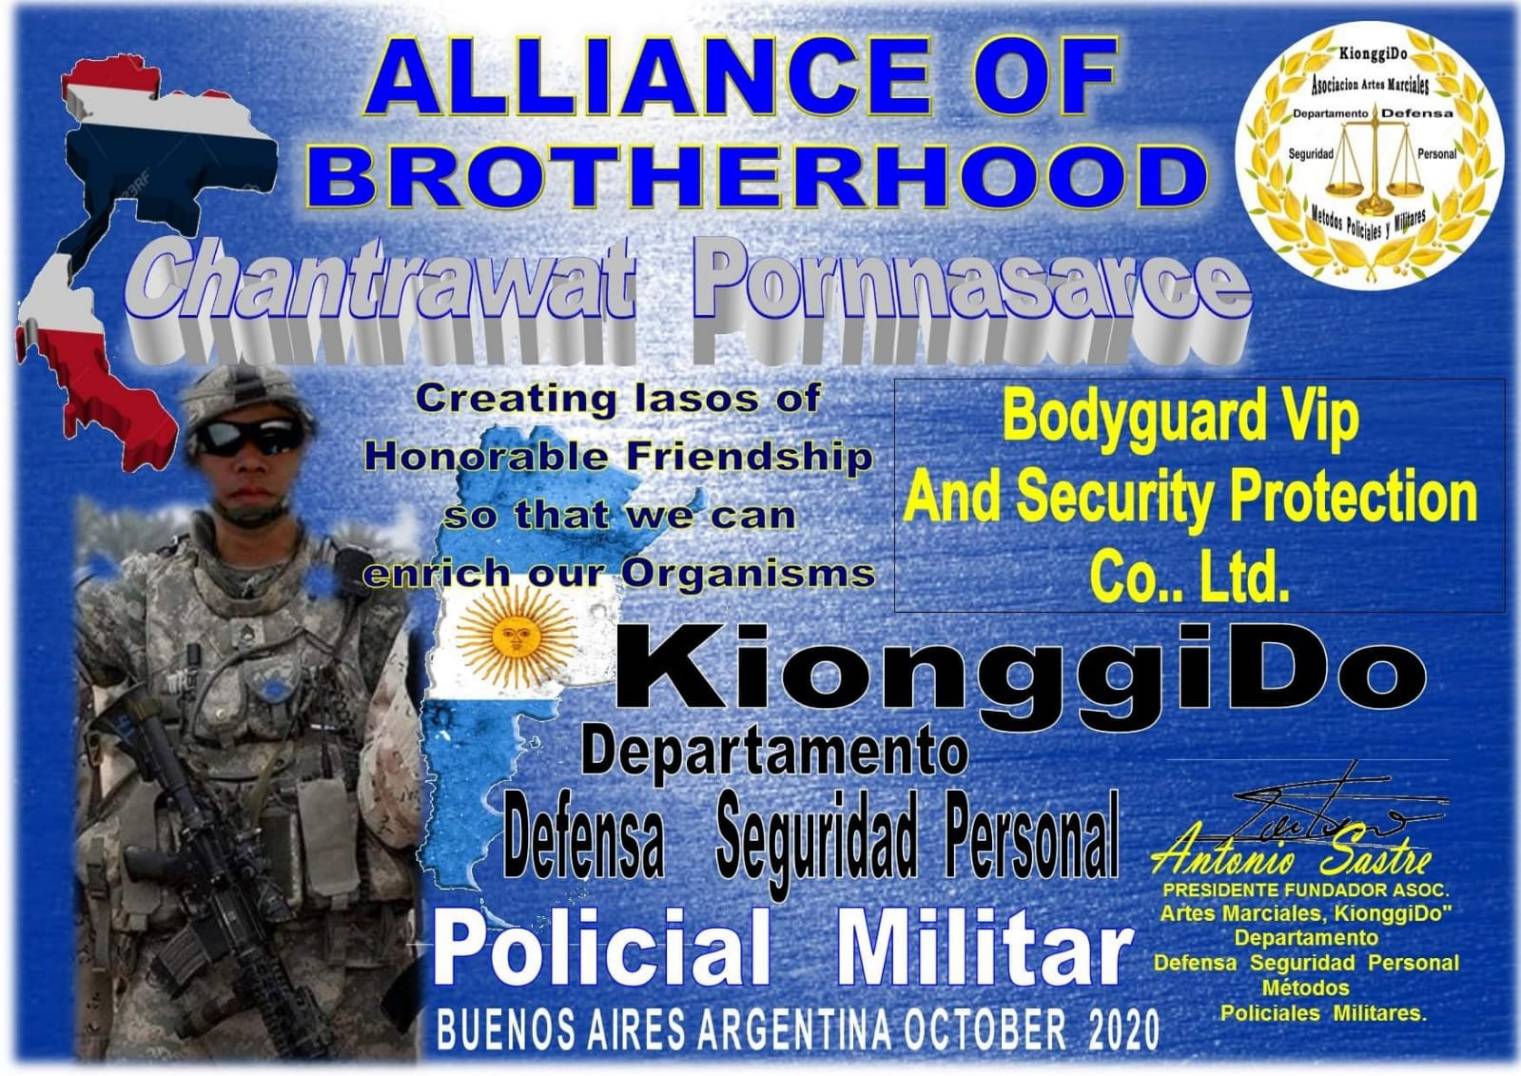 ALLIANCE OF
BROTHERHOOD
KionggiDo
Asociacion Artes Marciales
Departamento Defensa
Seguridad Personal
Metodos Policiales y Militares
123RF
Chantrawat Pornnasarce
Creating lasos of
Honorable Friendship
so that we can
enrich our Organisms
Bodyguard Vip
And Security Protection
Co.. Ltd.
KionggiDo
Departamento
Defensa Seguridad Personal
Policial Militar
BUENOS AIRES ARGENTINA OCTOBER 2020
Antonio Sastre
PRESIDENTE FUNDADOR ASOC.
Artes Marciales, KionggiDo"
Departamento
Defensa Seguridad Personal
Métodos
Policiales Militares.